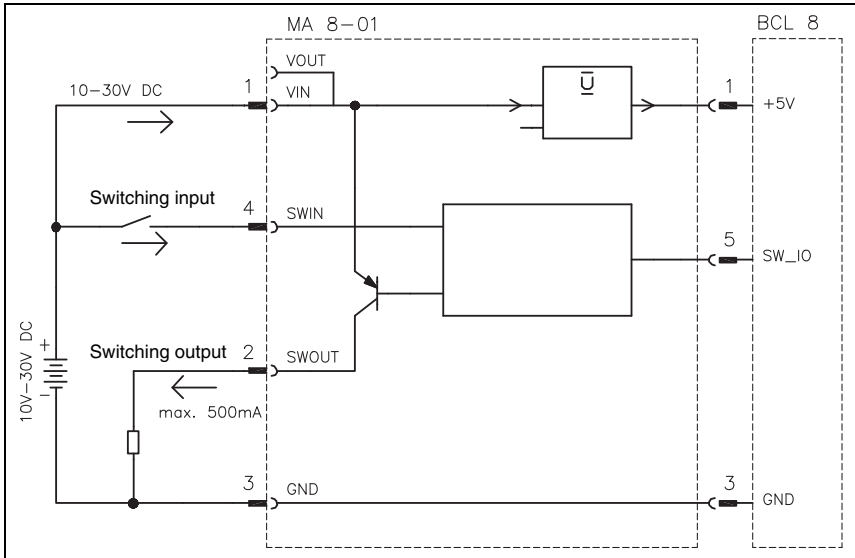 MA 8-01
BCL 8
VOUT
10-30V DC
1
VIN
U
1
+5V
Switching input
4
SWIN
5
SW_IO
10V-30V DC
+
-
Switching output
2
SWOUT
max. 500mA
3
GND
3
GND